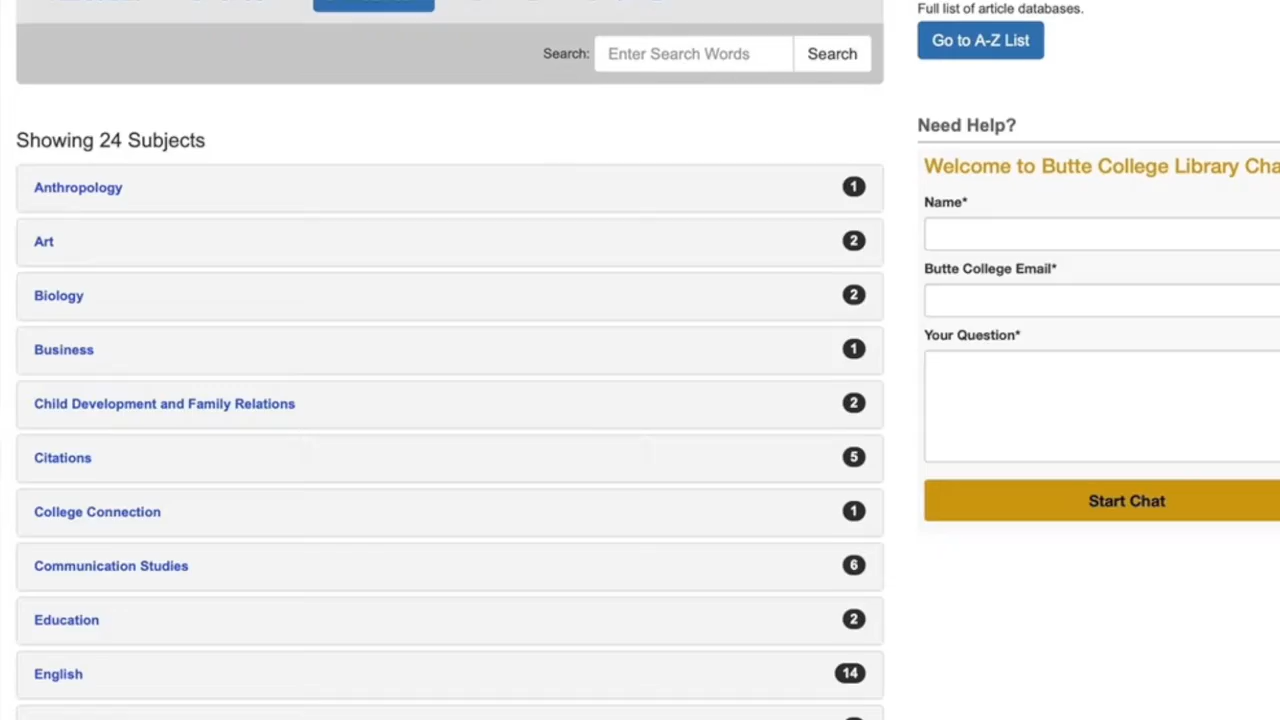 Full list of article databases.
Go to A-Z List
Search: Enter Search Words Search
Showing 24 Subjects
Anthropology 1
Art 2
Biology 2
Business 1
Child Development and Family Relations 2
Citations 5
College Connection 1
Communication Studies 6
Education 2
English 14
Need Help?
Welcome to Butte College Library Cha
Name*
Butte College Email*
Your Question*
Start Chat